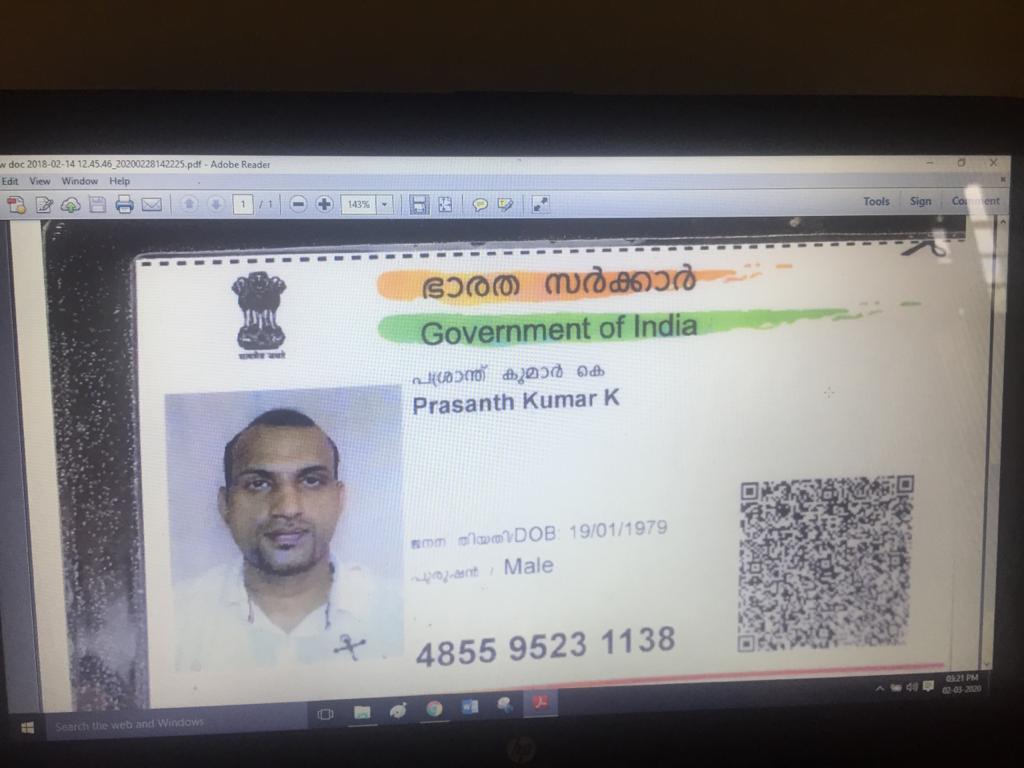 w doc 2018-02-14 12.45.46_20200228142225.pdf - Adobe Reader
Edit View Window Help
1 / 1 143% Tools Sign Comment
ഭാരത സർക്കാർ
Government of India
പ്രശാന്ത് കുമാർ കെ
Prasanth Kumar K
ജനന തിയതി/DOB: 19/01/1979
പുരുഷൻ / Male
4855 9523 1138
Search the web and Windows
03:21 PM
02-03-2020
hp